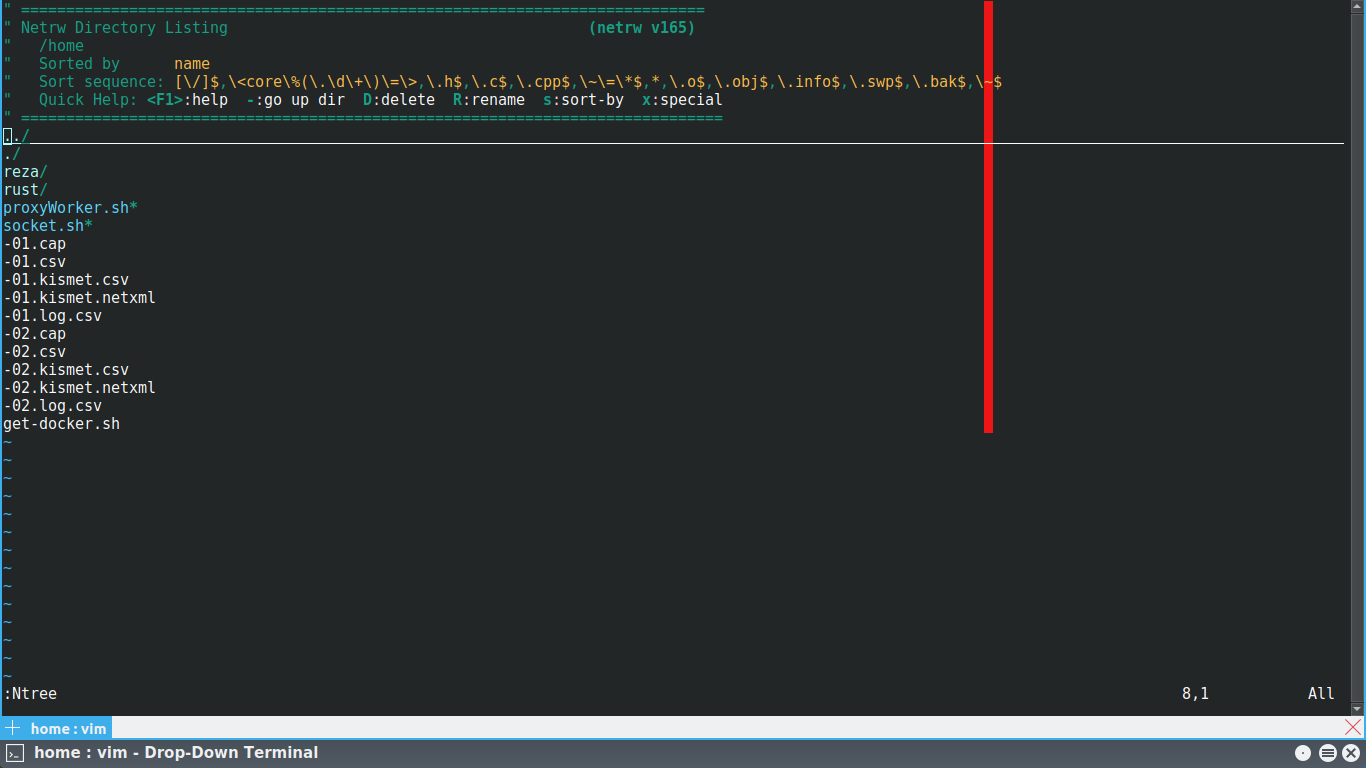 " ============================================================================
" Netrw Directory Listing                                        (netrw v165)
"   /home
"   Sorted by      name
"   Sort sequence: [\/]$,\<core\%(\.\d\+\)\=\>,\.h$,\.c$,\.cpp$,\~\=\*$,*,\.o$,\.obj$,\.info$,\.swp$,\.bak$,\~$
"   Quick Help: <F1>:help  -:go up dir  D:delete  R:rename  s:sort-by  x:special
" ==============================================================================
../
./
reza/
rust/
proxyWorker.sh*
socket.sh*
-01.cap
-01.csv
-01.kismet.csv
-01.kismet.netxml
-01.log.csv
-02.cap
-02.csv
-02.kismet.csv
-02.kismet.netxml
-02.log.csv
get-docker.sh
~
~
~
~
~
~
~
~
~
~
~
~
~
~
:Ntree 8,1 All
home : vim
home : vim - Drop-Down Terminal